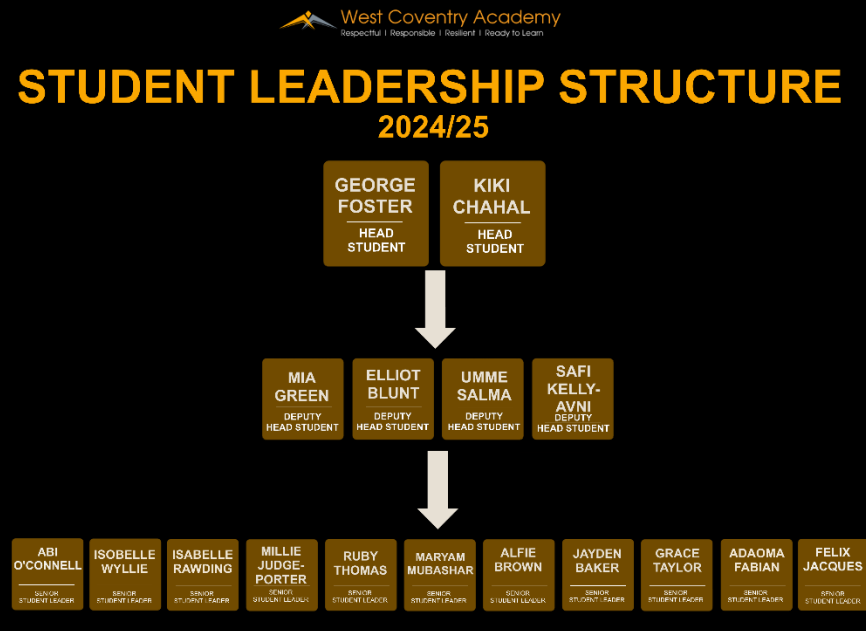 West Coventry Academy
Respectful | Responsible | Resilient | Ready to Learn
STUDENT LEADERSHIP STRUCTURE
2024/25
GEORGE
FOSTER
HEAD
STUDENT
KIKI
CHAHAL
HEAD
STUDENT
MIA
GREEN
DEPUTY
HEAD STUDENT
ELLIOT
BLUNT
DEPUTY
HEAD STUDENT
UMME
SALMA
DEPUTY
HEAD STUDENT
SAFI
KELLY-
AVNI
DEPUTY
HEAD STUDENT
ABI
O'CONNELL
SENIOR
STUDENT LEADER
ISOBELLE
WYLLIE
SENIOR
STUDENT LEADER
ISABELLE
RAWDING
SENIOR
STUDENT LEADER
MILLIE
JUDGE-
PORTER
SENIOR
STUDENT LEADER
RUBY
THOMAS
SENIOR
STUDENT LEADER
MARYAM
MUBASHAR
SENIOR
STUDENT LEADER
ALFIE
BROWN
SENIOR
STUDENT LEADER
JAYDEN
BAKER
SENIOR
STUDENT LEADER
GRACE
TAYLOR
SENIOR
STUDENT LEADER
ADAOMA
FABIAN
SENIOR
STUDENT LEADER
FELIX
JACQUES
SENIOR
STUDENT LEADER